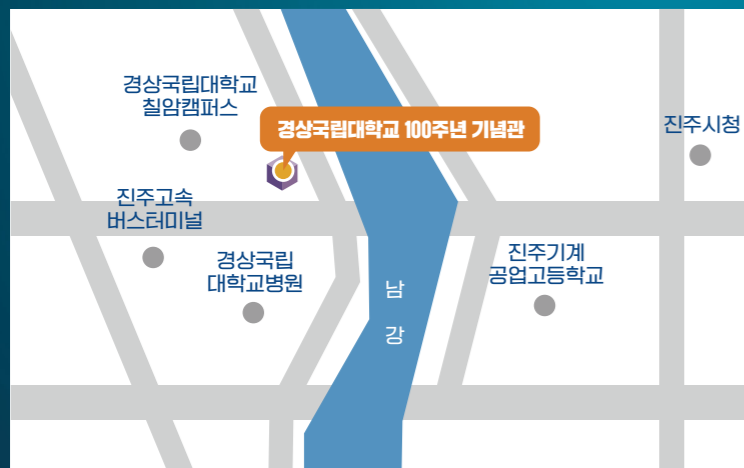 경상국립대학교
칠암캠퍼스
경상국립대학교 100주년 기념관
진주시청
진주고속
버스터미널
경상국립
대학교병원
진주기계
공업고등학교
남
강